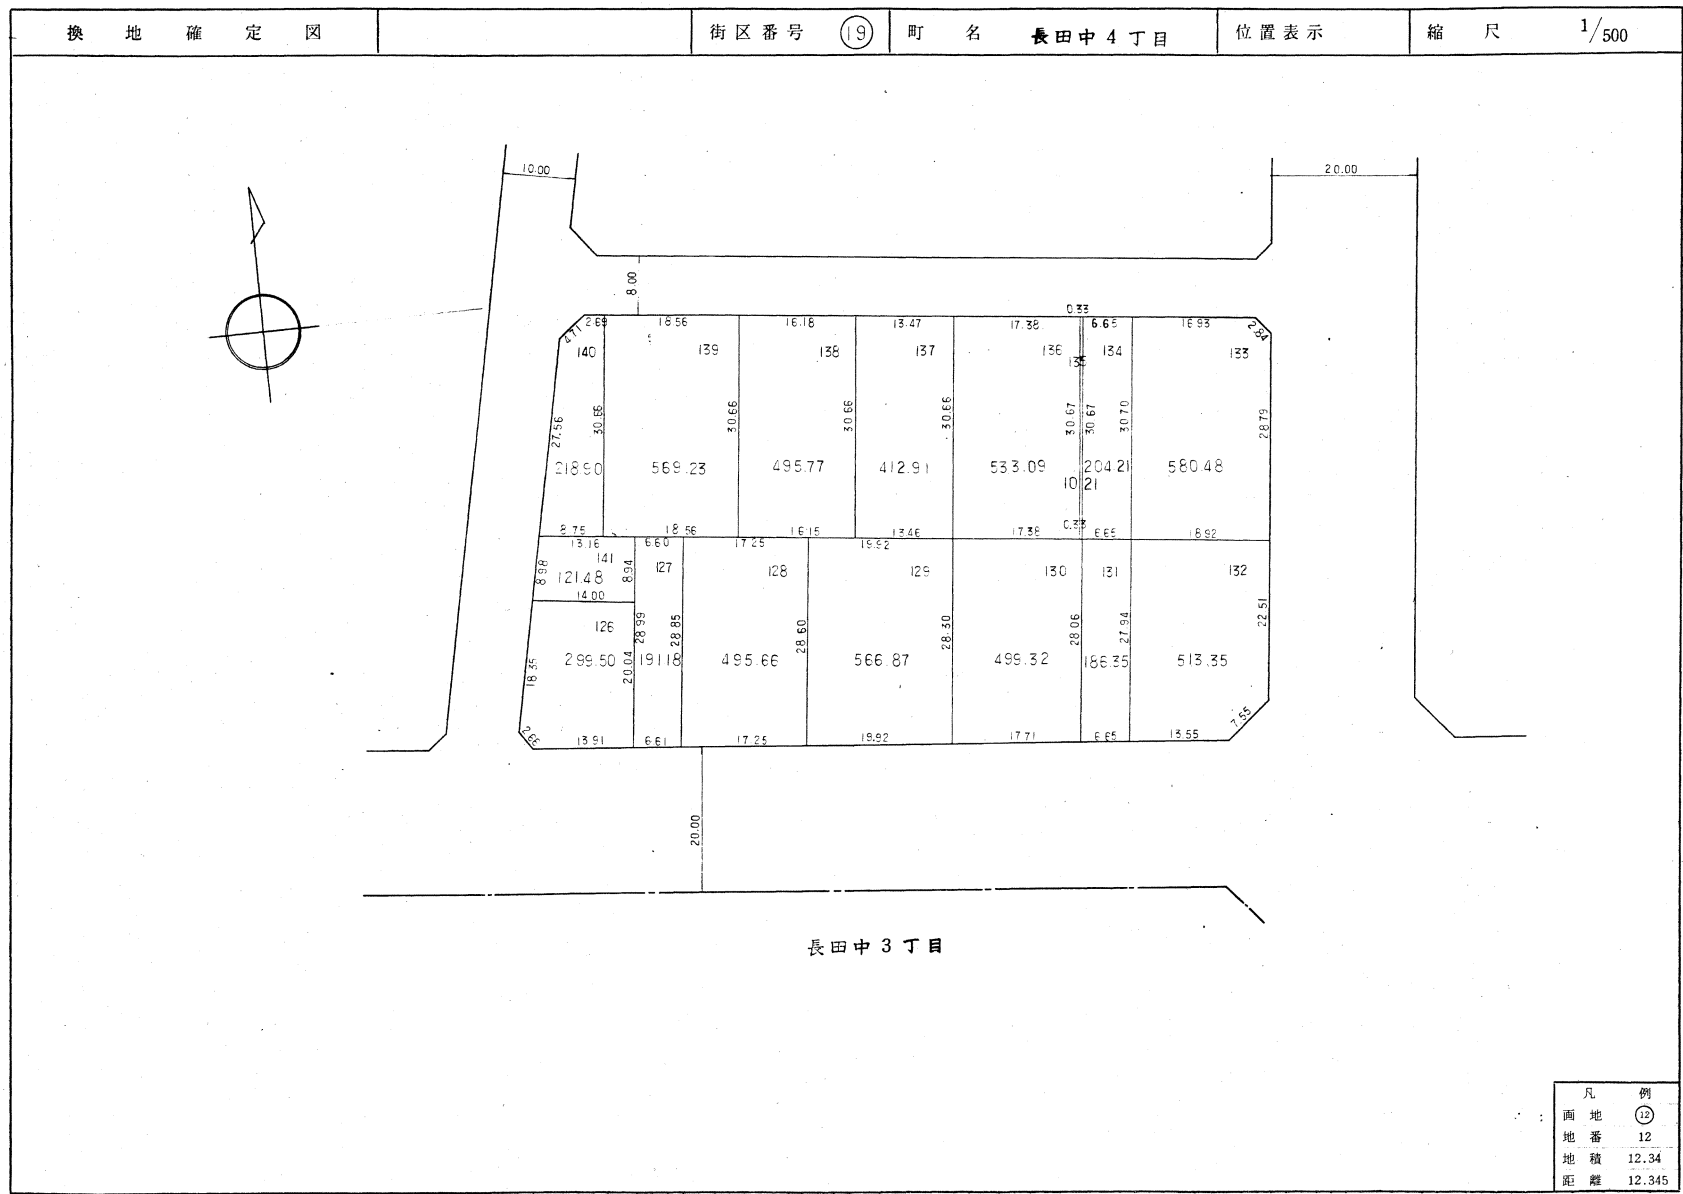 換地確定図 街区番号 19 町名 長田中4丁目 位置表示 縮尺 1/500
10.00 20.00
8.00
0.33
4.71 2.69 18.56 16.18 13.47 17.38 6.65 16.93 2.84
140 139 138 137 136 135 134 133
27.56 30.66 30.66 30.66 30.66 30.67 30.67 30.70 28.79
218.90 569.23 495.77 412.91 533.09 204.21 580.48
10.21
8.75 18.56 16.15 13.46 17.38 0.33 6.65 18.92
13.16 6.60 17.25 19.92
141 127 128 129 130 131 132
8.98 121.48 8.94
14.00
126 28.99 28.85 28.60 28.30 28.06 27.94 22.51
18.35 299.50 20.04 191.18 495.66 566.87 499.32 186.35 513.35
2.66 13.91 6.61 17.25 19.92 17.71 6.65 13.55 7.55
20.00
長田中3丁目
凡例
画地 12
地番 12
地積 12.34
距離 12.345